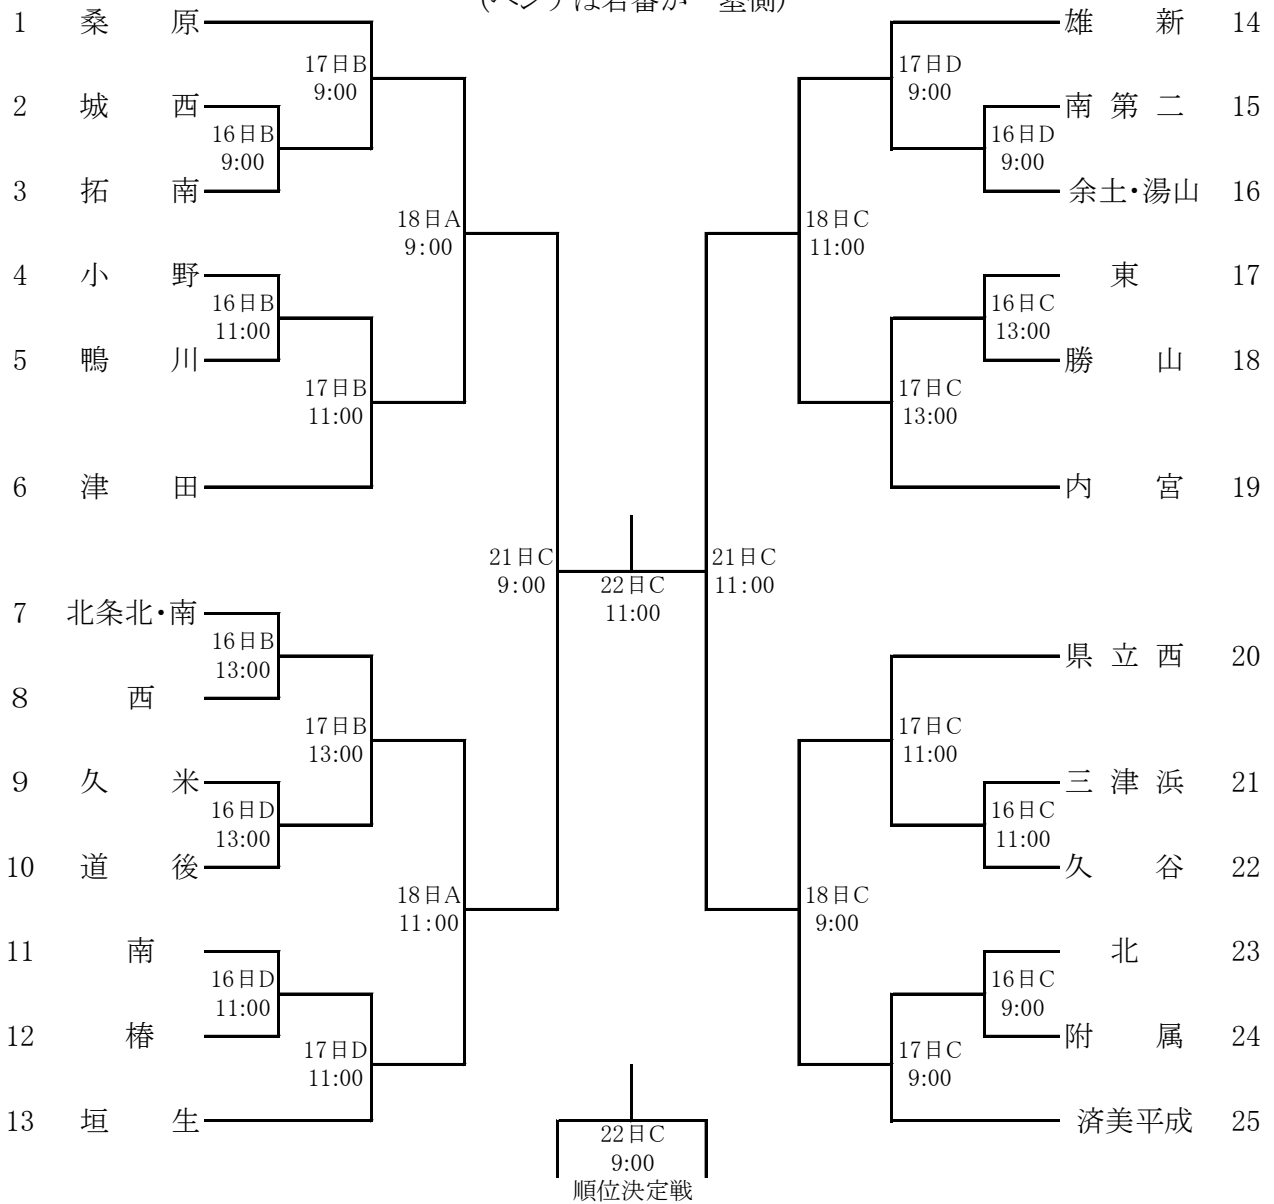 1 桑 原
17日B
9:00
2 城 西
16日B
9:00
3 拓 南
18日A
9:00
4 小 野
16日B
11:00
5 鴨 川
17日B
11:00
6 津 田
21日C
9:00
7 北条北・南
16日B
13:00
8 西
17日B
13:00
9 久 米
16日D
13:00
10 道 後
18日A
11:00
11 南
16日D
11:00
12 椿
17日D
11:00
13 垣 生
22日C
11:00
22日C
9:00
順位決定戦
雄 新 14
17日D
9:00
南 第 二 15
16日D
9:00
余土・湯山 16
18日C
11:00
東 17
16日C
13:00
勝 山 18
17日C
13:00
内 宮 19
21日C
11:00
県 立 西 20
17日C
11:00
三 津 浜 21
16日C
11:00
久 谷 22
18日C
9:00
北 23
16日C
9:00
附 属 24
17日C
9:00
済美平成 25